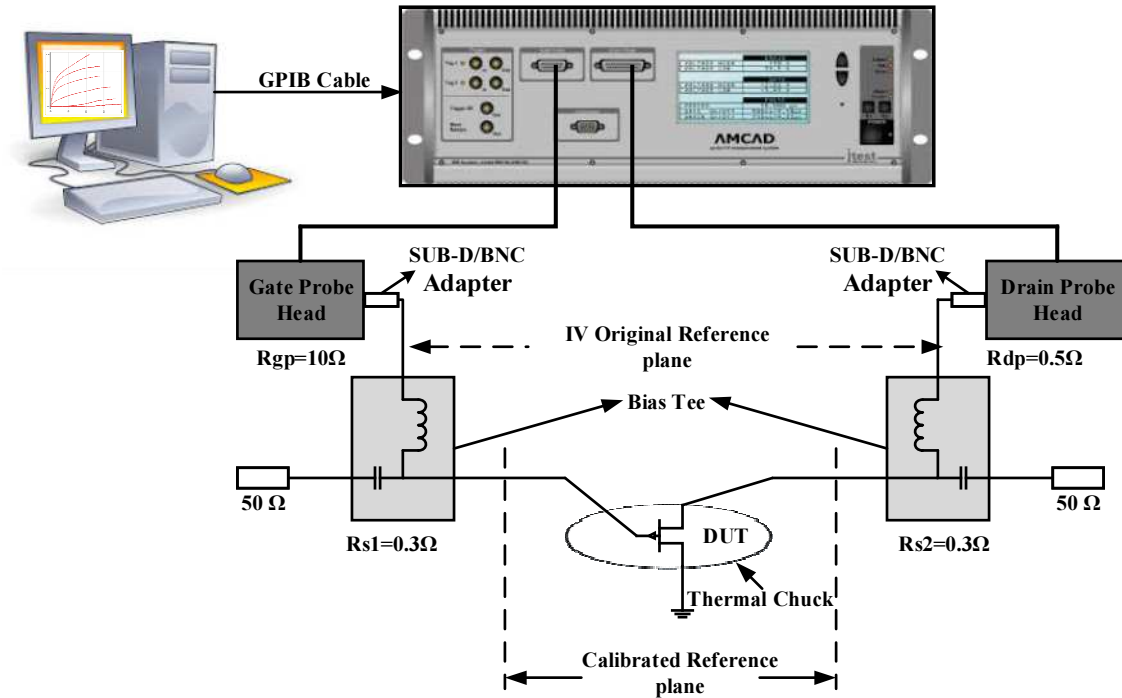 GPIB Cable
AMCAD
SUB-D/BNC
Adapter
SUB-D/BNC
Adapter
Gate Probe
Head
Drain Probe
Head
IV Original Reference
plane
Rgp=10Ω
Rdp=0.5Ω
Bias Tee
50 Ω
50 Ω
Rs1=0.3Ω
DUT
Rs2=0.3Ω
Thermal Chuck
Calibrated Reference
plane